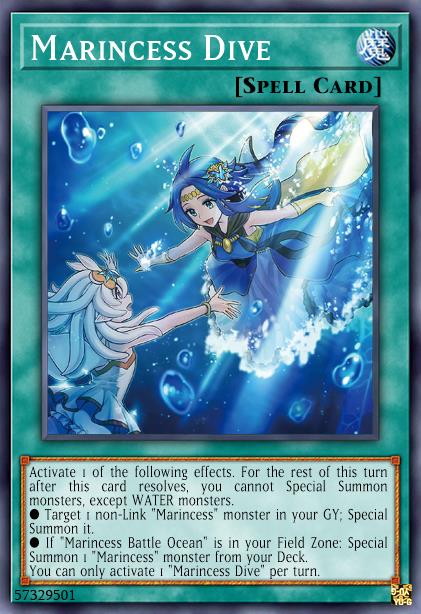 Marincess Dive
魔
[Spell Card]
Activate 1 of the following effects. For the rest of this turn
after this card resolves, you cannot Special Summon
monsters, except WATER monsters.
● Target 1 non-Link "Marincess" monster in your GY; Special
Summon it.
● If "Marincess Battle Ocean" is in your Field Zone: Special
Summon 1 "Marincess" monster from your Deck.
You can only activate 1 "Marincess Dive" per turn.
57329501